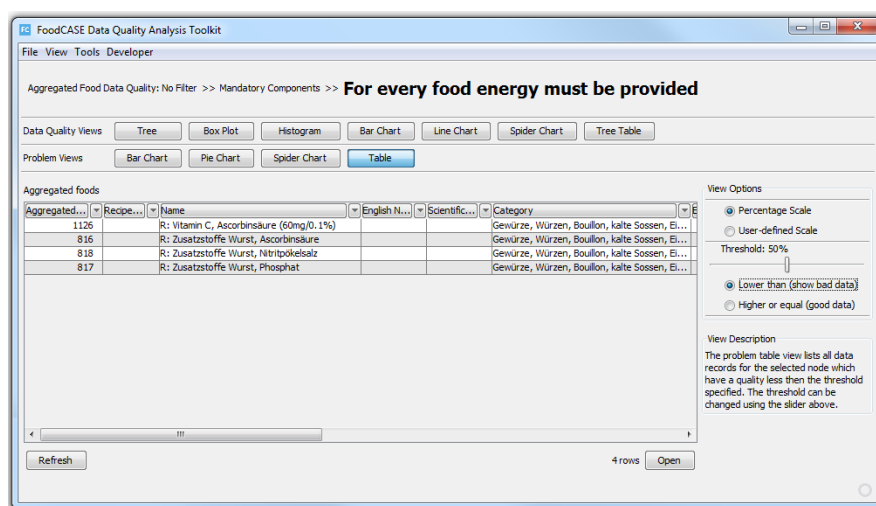 FC FoodCASE Data Quality Analysis Toolkit
File View Tools Developer
Aggregated Food Data Quality: No Filter >> Mandatory Components >> For every food energy must be provided
Data Quality Views Tree Box Plot Histogram Bar Chart Line Chart Spider Chart Tree Table
Problem Views Bar Chart Pie Chart Spider Chart Table
Aggregated foods
Aggregated... Recipe... Name English N... Scientific... Category E
1126 R: Vitamin C, Ascorbinsäure (60mg/0.1%) Gewürze, Würzen, Bouillon, kalte Sossen, Ei...
816 R: Zusatzstoffe Wurst, Ascorbinsäure Gewürze, Würzen, Bouillon, kalte Sossen, Ei...
818 R: Zusatzstoffe Wurst, Nitritpökelsalz Gewürze, Würzen, Bouillon, kalte Sossen, Ei...
817 R: Zusatzstoffe Wurst, Phosphat Gewürze, Würzen, Bouillon, kalte Sossen, Ei...
Refresh 4 rows Open
View Options
Percentage Scale
User-defined Scale
Threshold: 50%
Lower than (show bad data)
Higher or equal (good data)
View Description
The problem table view lists all data
records for the selected node which
have a quality less then the threshold
specified. The threshold can be
changed using the slider above.